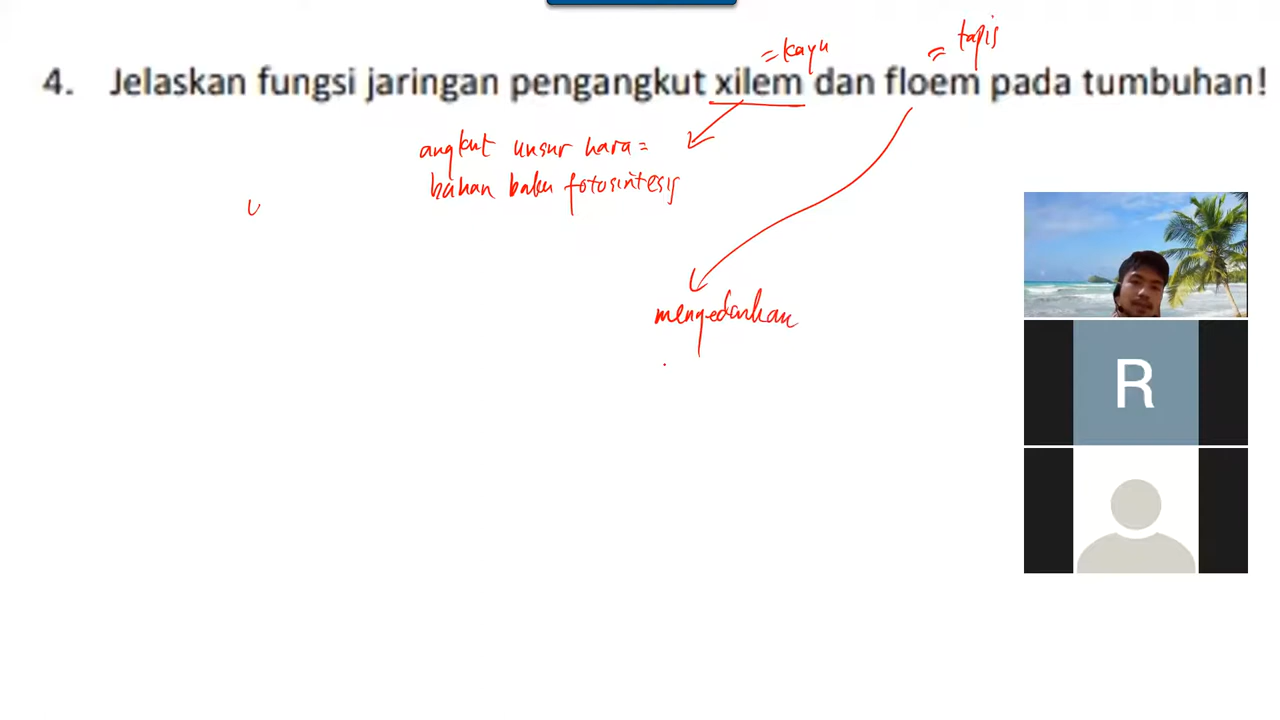 = kayu
= tapis
4. Jelaskan fungsi jaringan pengangkut xilem dan floem pada tumbuhan!
angkut unsur hara =
bahan baku fotosintesis
mengedarkan
R